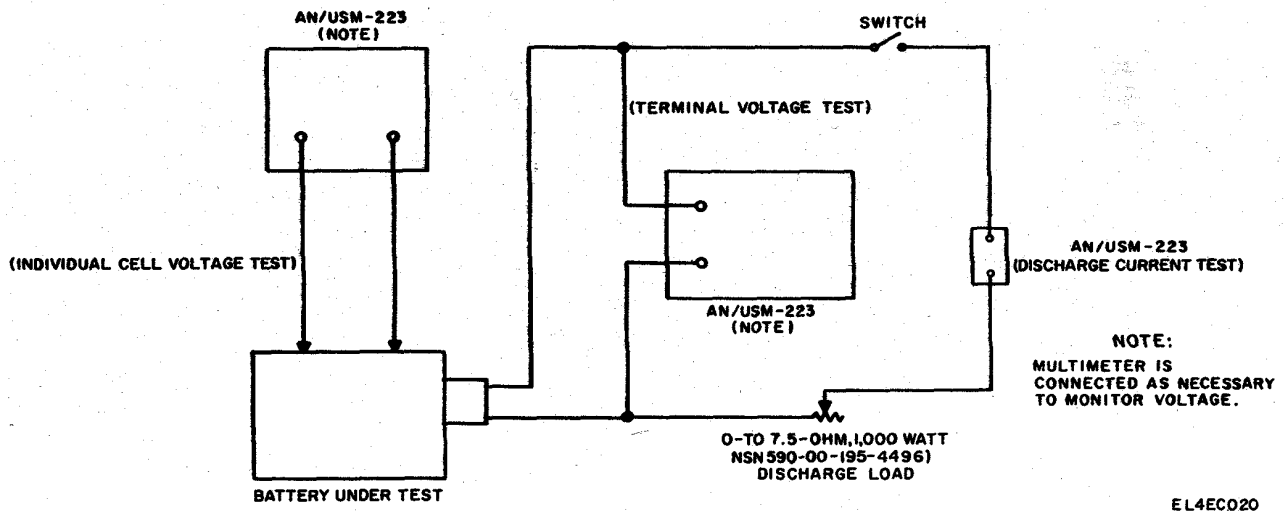 AN/USM-223
(NOTE)
SWITCH
(TERMINAL VOLTAGE TEST)
(INDIVIDUAL CELL VOLTAGE TEST)
AN/USM-223
(DISCHARGE CURRENT TEST)
AN/USM-223
(NOTE)
NOTE:
MULTIMETER IS
CONNECTED AS NECESSARY
TO MONITOR VOLTAGE.
0-TO 7.5-OHM,1,000 WATT
NSN590-00-195-4496)
DISCHARGE LOAD
BATTERY UNDER TEST
EL4EC020